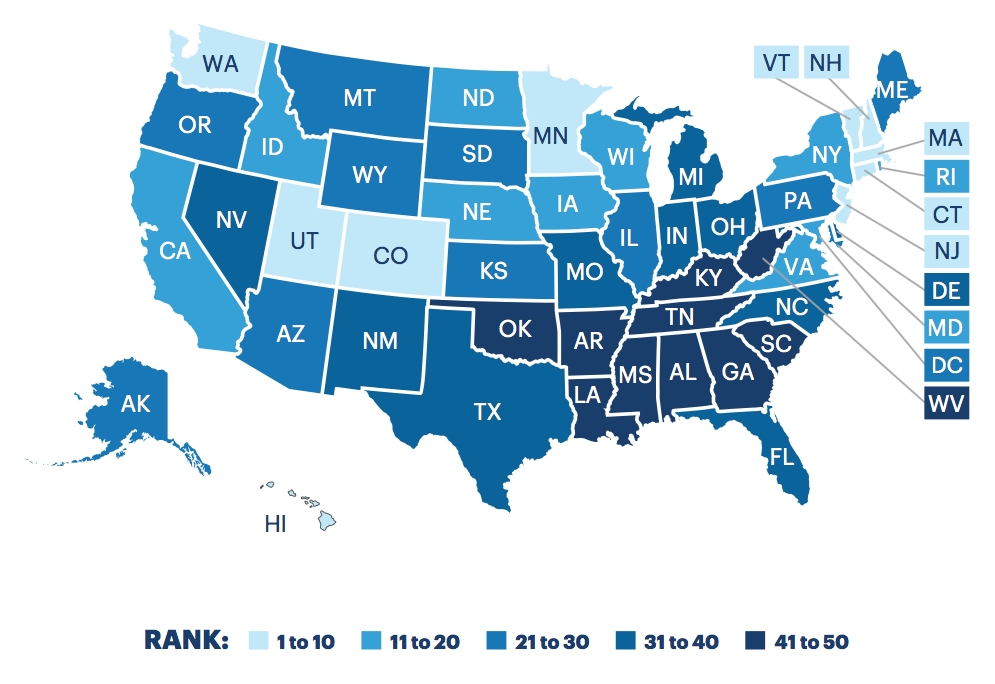 WA
VT NH
ME
MT
ND
OR
MN
MA
ID
SD
WI
NY
WY
MI
RI
PA
NE
IA
CT
NV
OH
UT
IL
IN
CA
CO
NJ
KS
MO
KY
VA
DE
NC
TN
MD
AZ
NM
OK
AR
SC
DC
MS
AL
GA
LA
WV
AK
TX
FL
HI
RANK: 1 to 10 11 to 20 21 to 30 31 to 40 41 to 50